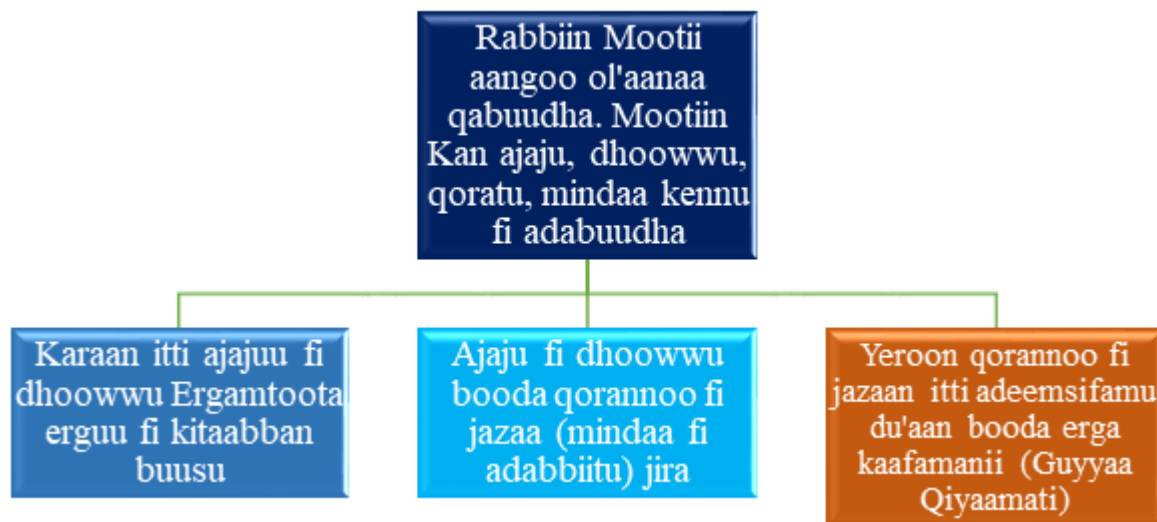 Rabbiin Mootii
aangoo ol'aanaa
qabuudha. Mootiin
Kan ajaju, dhoowwu,
qoratu, mindaa kennu
fi adabuudha
Karaan itti ajajuu fi
dhoowwu Ergamtoota
erguu fi kitaabban
buusu
Ajaju fi dhoowwu
booda qorannoo fi
jazaa (mindaa fi
adabbiitu) jira
Yeroon qorannoo fi
jazaan itti adeemsifamu
du'aan booda erga
kaafamanii (Guyyaa
Qiyaamati)